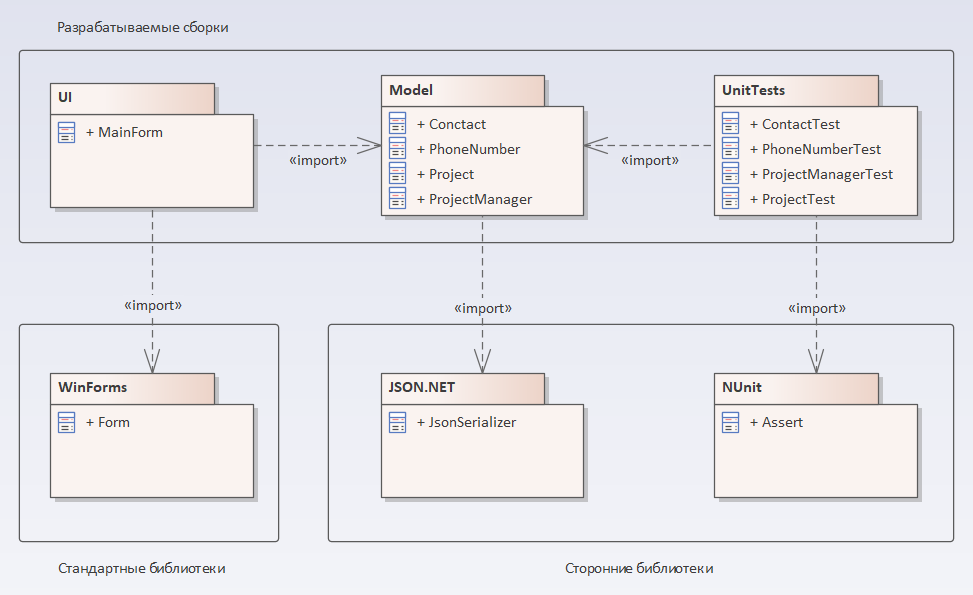 Разрабатываемые сборки
UI
+ MainForm
«import»
Model
+ Conctact
+ PhoneNumber
+ Project
+ ProjectManager
«import»
UnitTests
+ ContactTest
+ PhoneNumberTest
+ ProjectManagerTest
+ ProjectTest
«import»
«import»
«import»
WinForms
+ Form
JSON.NET
+ JsonSerializer
NUnit
+ Assert
Стандартные библиотеки
Сторонние библиотеки